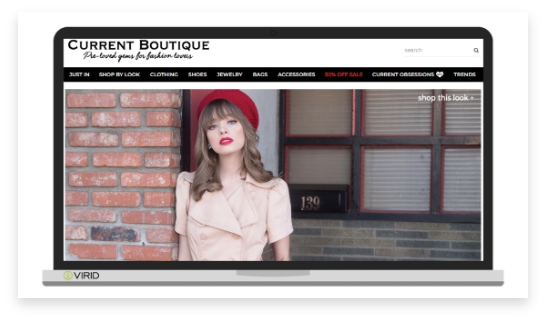 CURRENT BOUTIQUE
Pre-loved gems for fashion lovers
search
JUST IN SHOP BY LOOK CLOTHING SHOES JEWELRY BAGS ACCESSORIES 50% OFF SALE CURRENT OBSESSIONS TRENDS
shop this look
139
VIRID